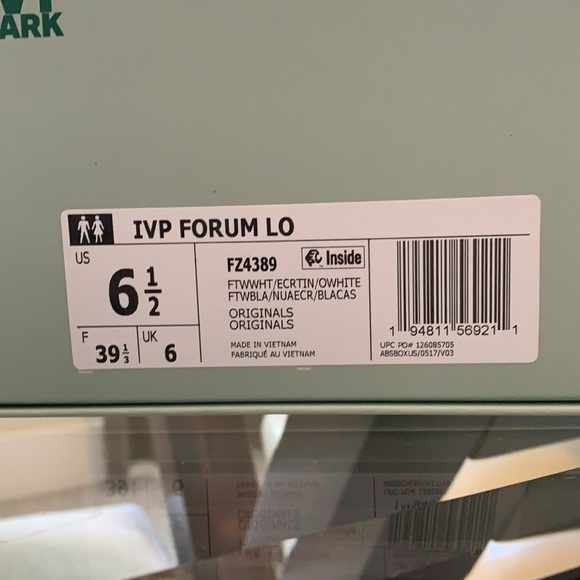 ARK
IVP FORUM LO
US
6 1/2
F
39 1/3
UK
6
FZ4389
Inside
FTWWHT/ECRTIN/OWHITE
FTWBLA/NUAECR/BLACAS
ORIGINALS
ORIGINALS
MADE IN VIETNAM
FABRIQUÉ AU VIETNAM
1 94811 56921 1
UPC PO# 126085705
ABSBOXUS/0517/V03